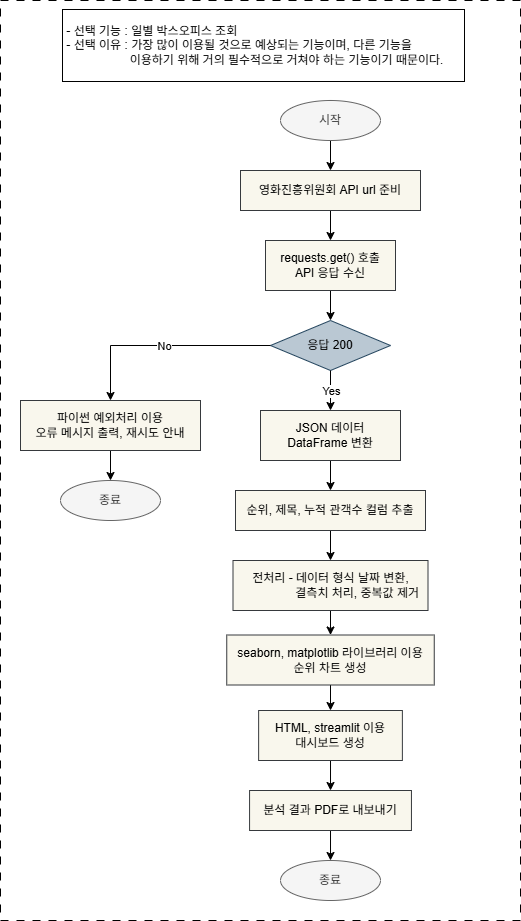 - 선택 기능 : 일별 박스오피스 조회
- 선택 이유 : 가장 많이 이용될 것으로 예상되는 기능이며, 다른 기능을
이용하기 위해 거의 필수적으로 거쳐야 하는 기능이기 때문이다.
시작
영화진흥위원회 API url 준비
requests.get() 호출
API 응답 수신
응답 200
No
Yes
파이썬 예외처리 이용
오류 메시지 출력, 재시도 안내
종료
JSON 데이터
DataFrame 변환
순위, 제목, 누적 관객수 컬럼 추출
전처리 - 데이터 형식 날짜 변환,
결측치 처리, 중복값 제거
seaborn, matplotlib 라이브러리 이용
순위 차트 생성
HTML, streamlit 이용
대시보드 생성
분석 결과 PDF로 내보내기
종료